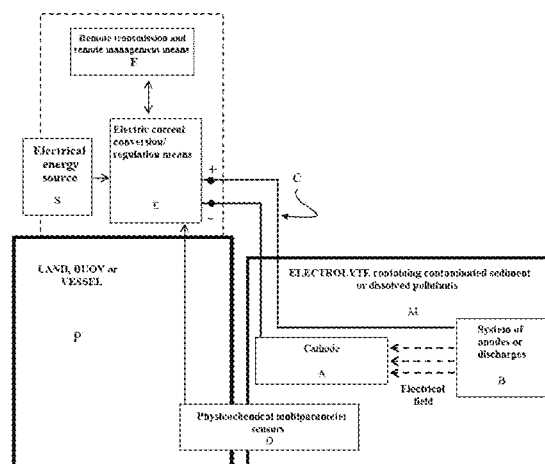 Remote transmission and
remote management means
F
Electric current
conversion/
regulation means
E
Electrical
energy
source
S
+
-
C
LAND, BUOY or
VESSEL
P
ELECTROLYTE containing contaminated sediment
or dissolved pollutants
M
System of
anodes or
discharges
B
Cathode
A
Electrical
field
Physicochemical multiparameter
sensors
D